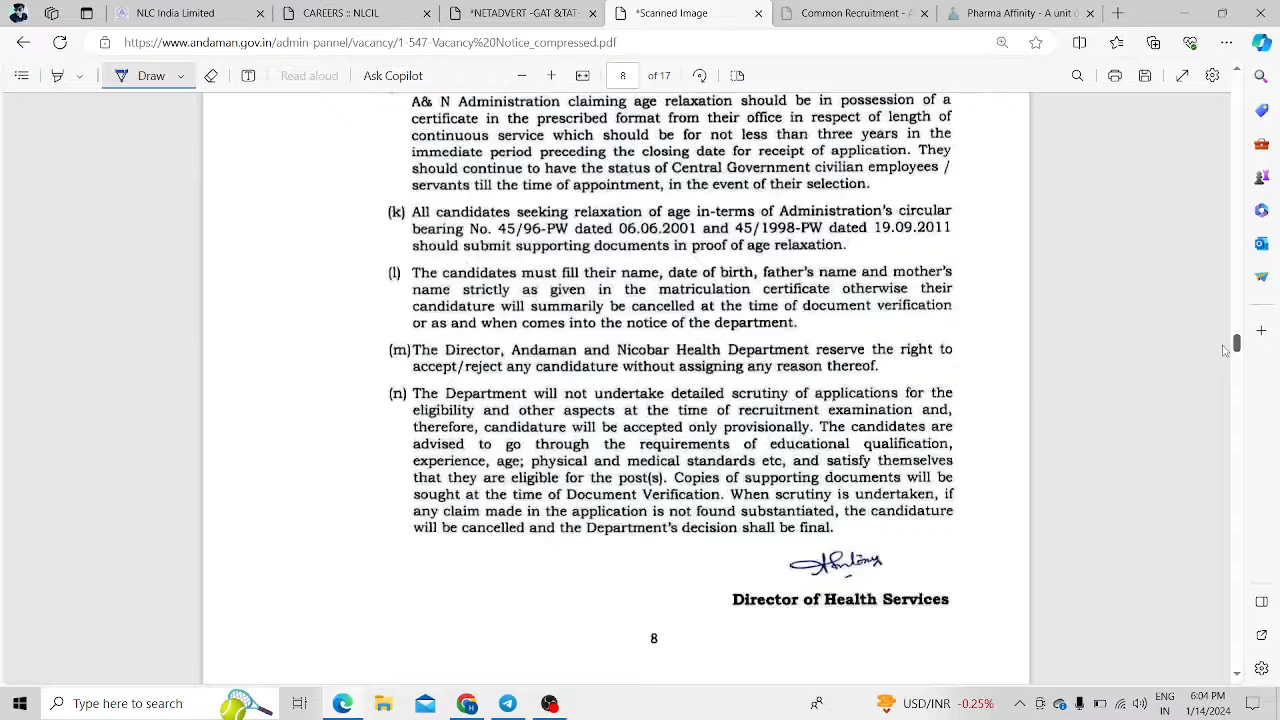 NLC India Limited
CAREERS :: NLCIL
*NETADVERT -GAT &TAT-
*Scanned Image
Common Recruitment - A
Pharma Affinity - A unit o
https://www.andaman.gov.in/admin-pannel/vacancy/1-547-Vacancy%20Notice_compressed.pdf
Draw
Read aloud
Ask Copilot
8 of 17
A& N Administration claiming age relaxation should be in possession of a
certificate in the prescribed format from their office in respect of length of
continuous service which should be for not less than three years in the
immediate period preceding the closing date for receipt of application. They
should continue to have the status of Central Government civilian employees /
servants till the time of appointment, in the event of their selection.
(k) All candidates seeking relaxation of age in-terms of Administration's circular
bearing No. 45/96-PW dated 06.06.2001 and 45/1998-PW dated 19.09.2011
should submit supporting documents in proof of age relaxation.
(l) The candidates must fill their name, date of birth, father's name and mother's
name strictly as given in the matriculation certificate otherwise their
candidature will summarily be cancelled at the time of document verification
or as and when comes into the notice of the department.
(m)The Director, Andaman and Nicobar Health Department reserve the right to
accept/reject any candidature without assigning any reason thereof.
(n) The Department will not undertake detailed scrutiny of applications for the
eligibility and other aspects at the time of recruitment examination and,
therefore, candidature will be accepted only provisionally. The candidates are
advised to go through the requirements of educational qualification,
experience, age; physical and medical standards etc, and satisfy themselves
that they are eligible for the post(s). Copies of supporting documents will be
sought at the time of Document Verification. When scrutiny is undertaken, if
any claim made in the application is not found substantiated, the candidature
will be cancelled and the Department's decision shall be final.
Director of Health Services
8
Type here to search
USD/INR -0.25%
EN
IN
6:04 PM
1/14/2024